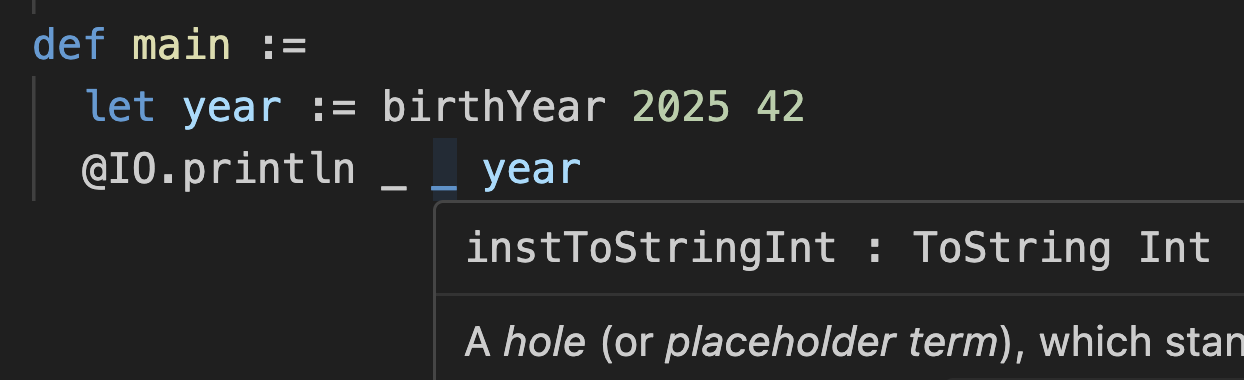 def main :=
let year := birthYear 2025 42
@IO.println _ _ year
instToStringInt : ToString Int
A hole (or placeholder term), which stan